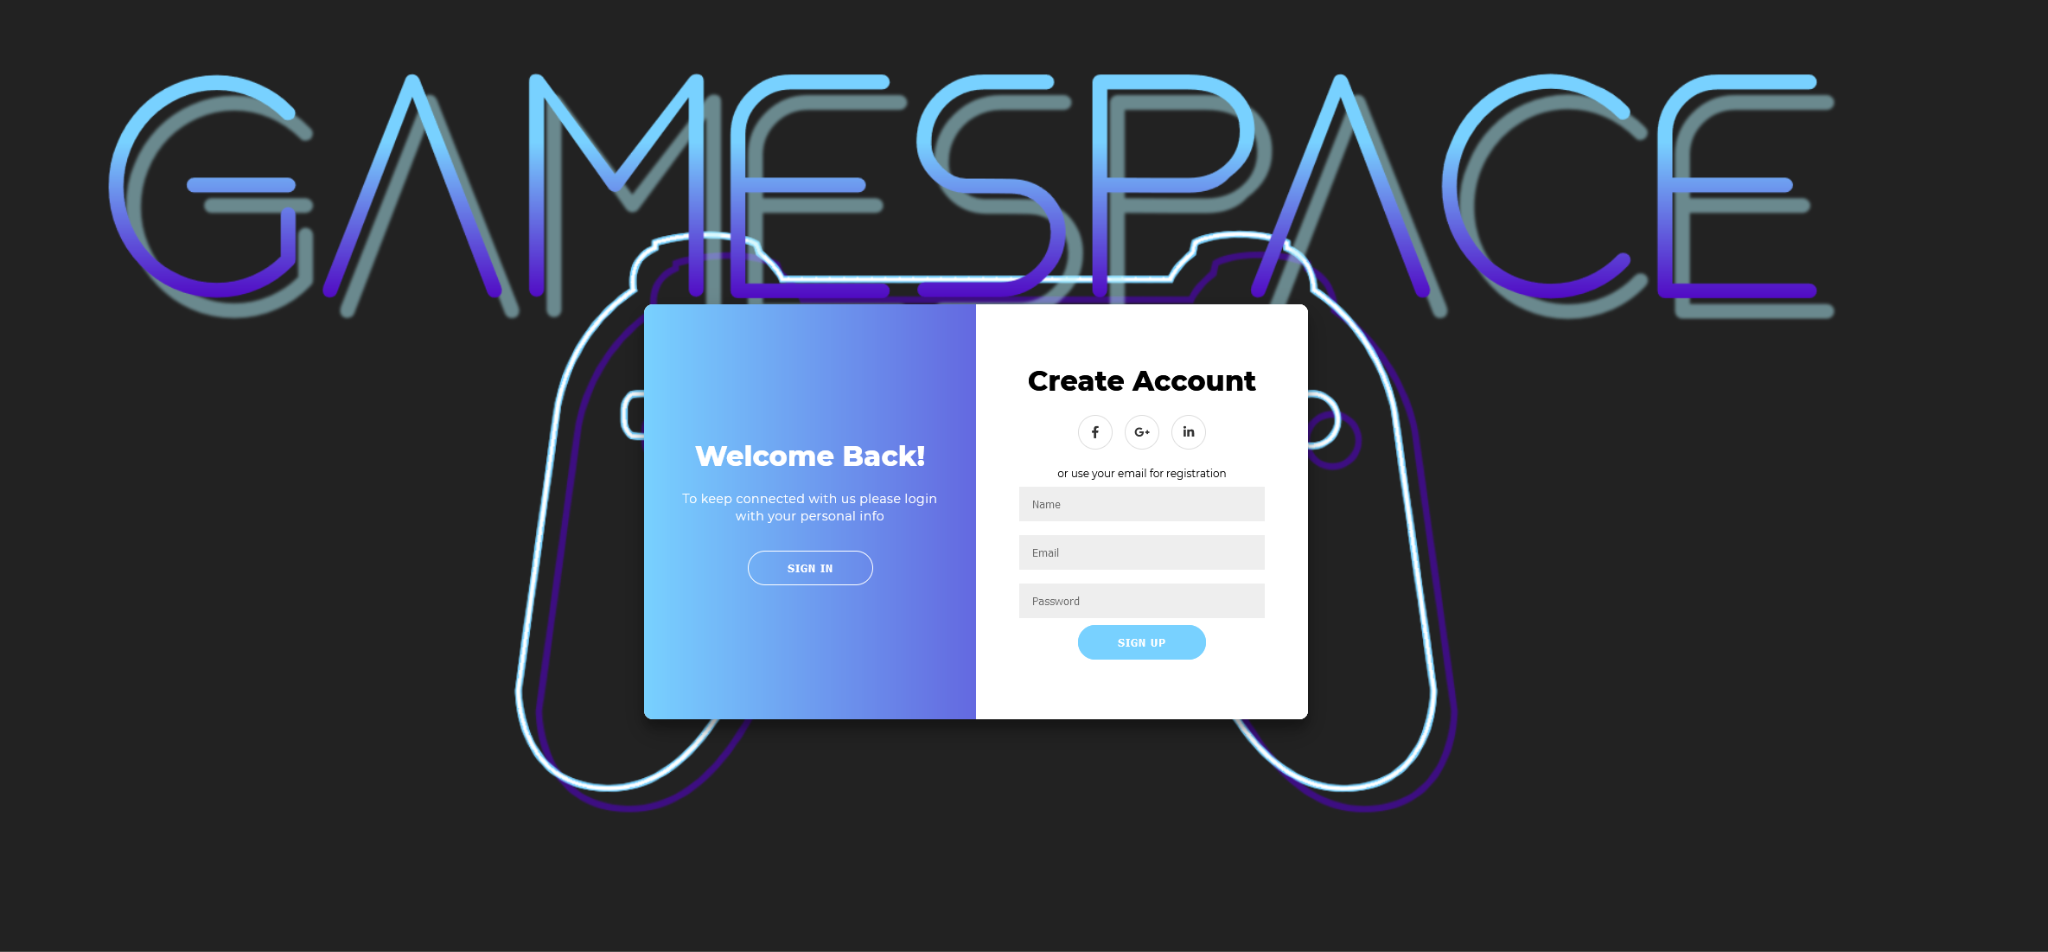 GAMESPACE
Welcome Back!
To keep connected with us please login
with your personal info
SIGN IN
Create Account
f
G+
in
or use your email for registration
Name
Email
Password
SIGN UP